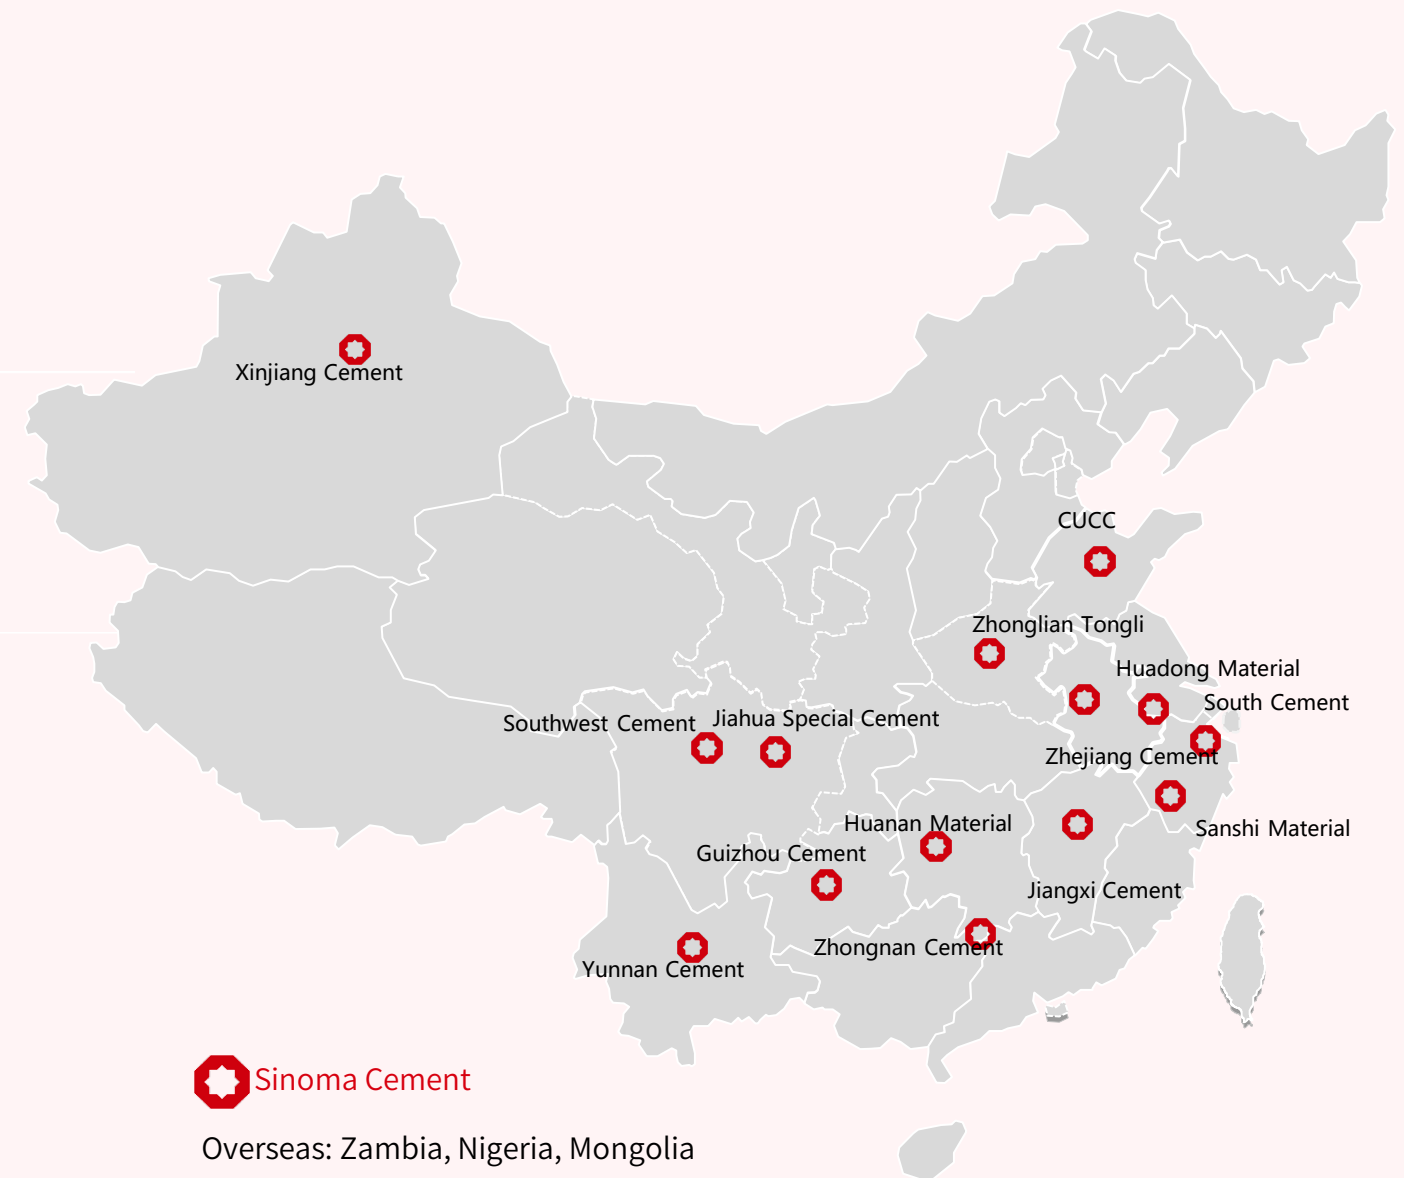 Xinjiang Cement
CUCC
Zhonglian Tongli
Huadong Material
South Cement
Southwest Cement
Jiahua Special Cement
Zhejiang Cement
Huanan Material
Sanshi Material
Guizhou Cement
Jiangxi Cement
Zhongnan Cement
Yunnan Cement
Sinoma Cement
Overseas: Zambia, Nigeria, Mongolia